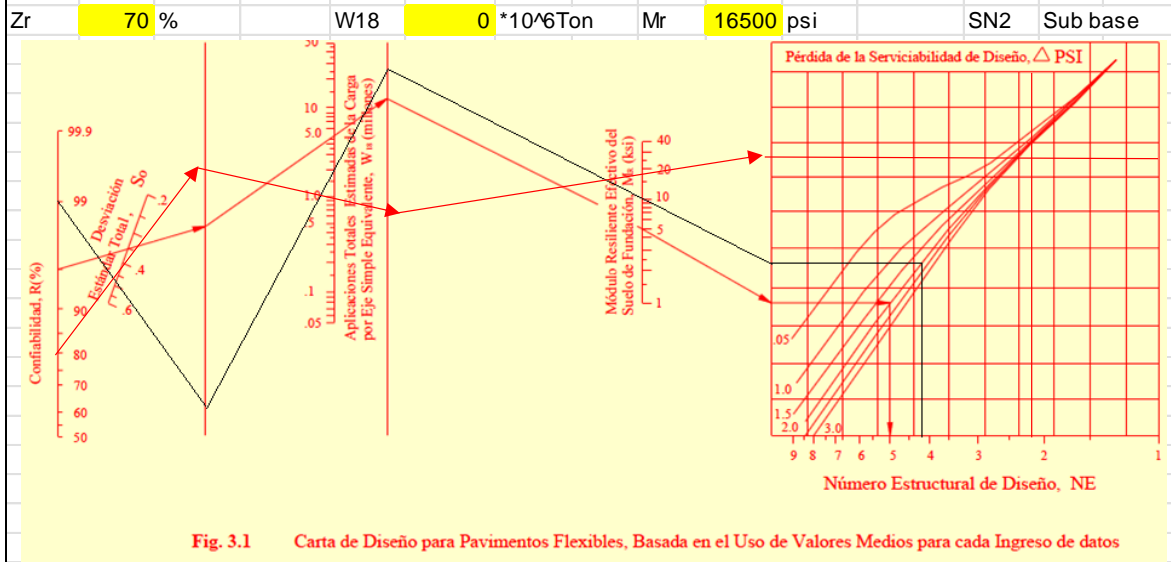 Zr 70 % W18 0 *10^6Ton Mr 16500 psi SN2 Sub base
Pérdida de la Serviciabilidad de Diseño, △ PSI
Confiabilidad, R(%)
99.9
99
90
80
70
60
50
Desviación
Estándar Total, So
.2
.4
.6
Aplicaciones Totales Estimadas de la Carga
por Eje Simple Equivalente, W₁₈ (millones)
50
10
5.0
1.0
.5
.1
.05
Módulo Resiliente Efectivo del
Suelo de Fundación, Mʀ (ksi)
40
20
10
5
1
.05
1.0
1.5
2.0
3.0
9 8 7 6 5 4 3 2 1
Número Estructural de Diseño, NE
Fig. 3.1 Carta de Diseño para Pavimentos Flexibles, Basada en el Uso de Valores Medios para cada Ingreso de datos